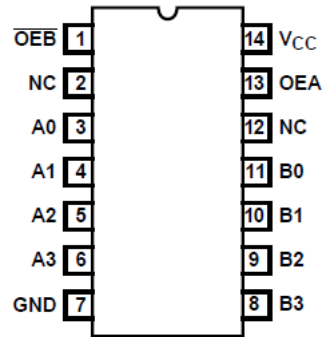 O̅E̅B̅ 1 14 VCC
NC 2 13 OEA
A0 3 12 NC
A1 4 11 B0
A2 5 10 B1
A3 6 9 B2
GND 7 8 B3